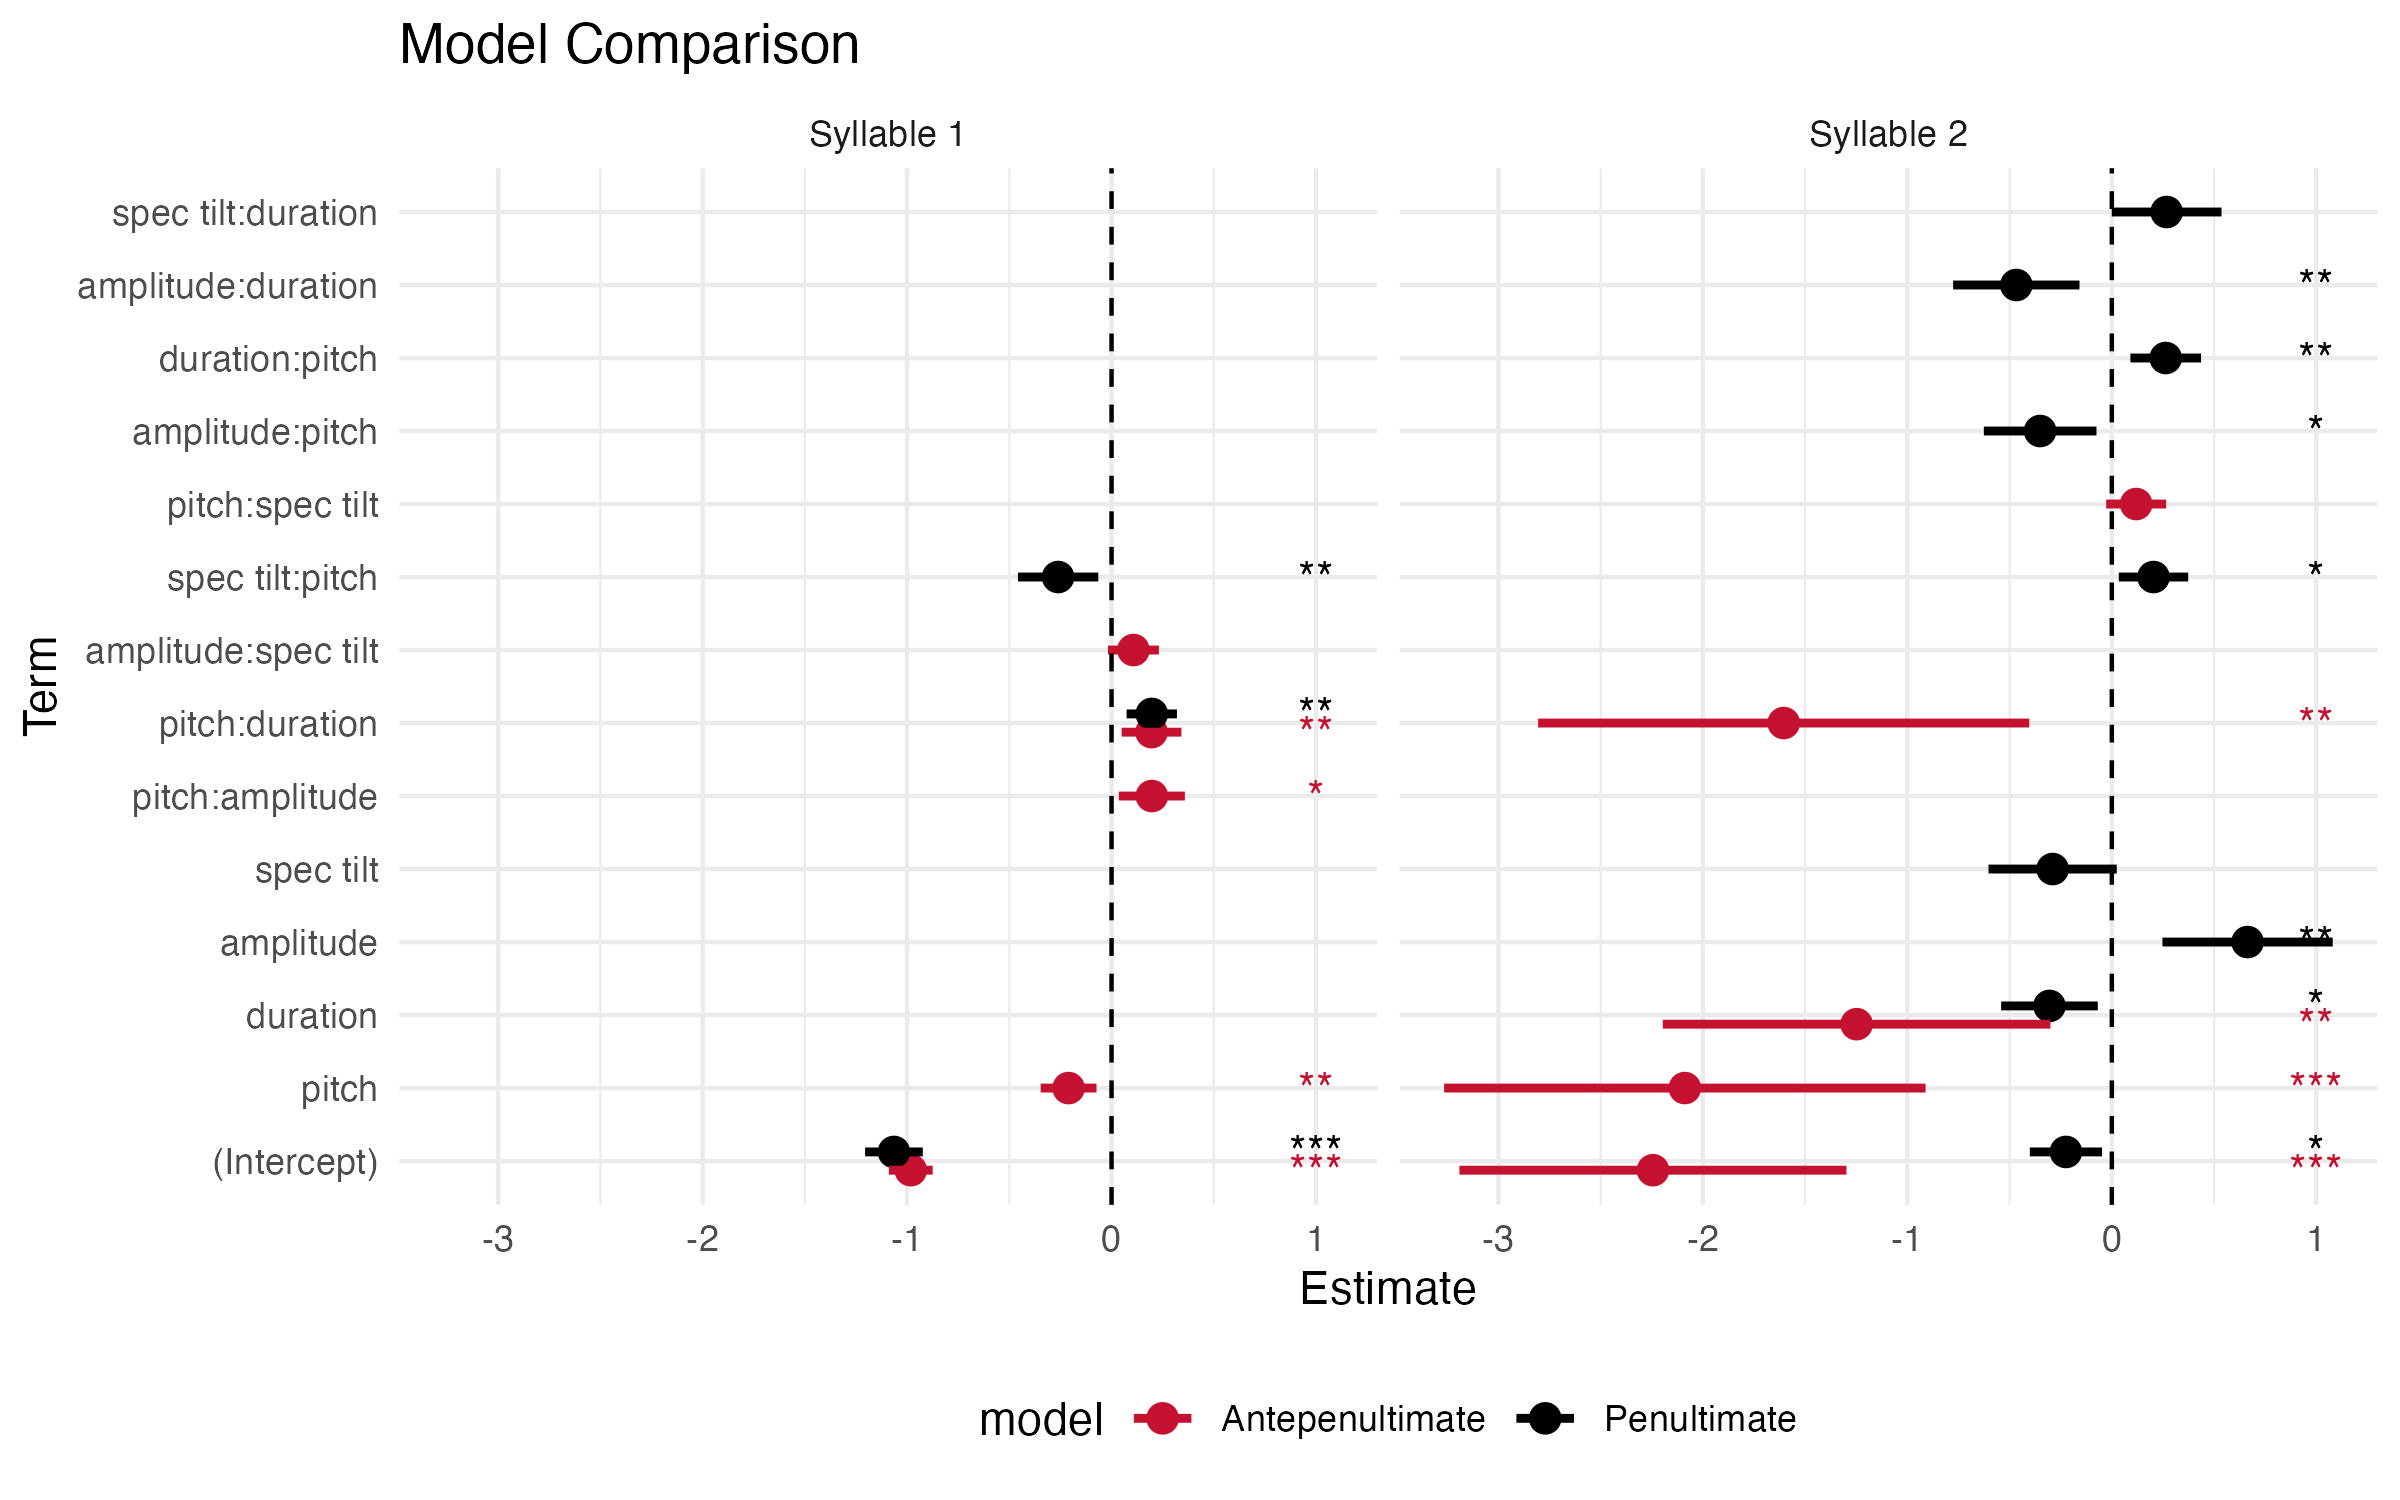 Model Comparison
Syllable 1 Syllable 2
spec tilt:duration
amplitude:duration **
duration:pitch **
amplitude:pitch *
pitch:spec tilt
spec tilt:pitch ** *
amplitude:spec tilt
**
pitch:duration ** **
pitch:amplitude *
spec tilt
amplitude **
*
duration **
pitch ** ***
*** *
(Intercept) *** ***
Term
-3 -2 -1 0 1 -3 -2 -1 0 1
Estimate
model Antepenultimate Penultimate